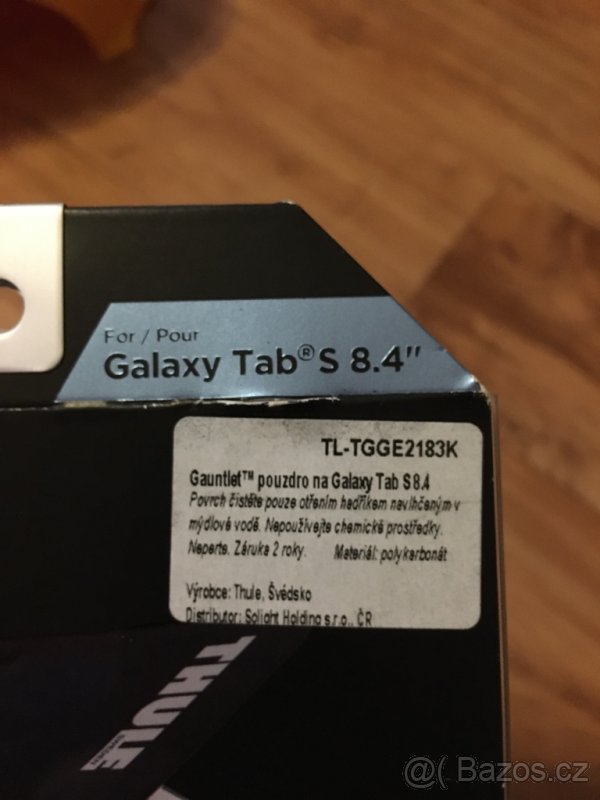 For / Pour
Galaxy Tab® S 8.4"
TL-TGGE2183K
Gauntlet™ pouzdro na Galaxy Tab S 8.4
Povrch čistěte pouze otřením hadříkem navlhčeným v
mýdlové vodě. Nepoužívejte chemické prostředky.
Neperte. Záruka 2 roky. Materiál: polykarbonát
Výrobce: Thule, Švédsko
Distributor: Solight Holding s.r.o., ČR
THULE
SWEDEN
@( Bazos.cz